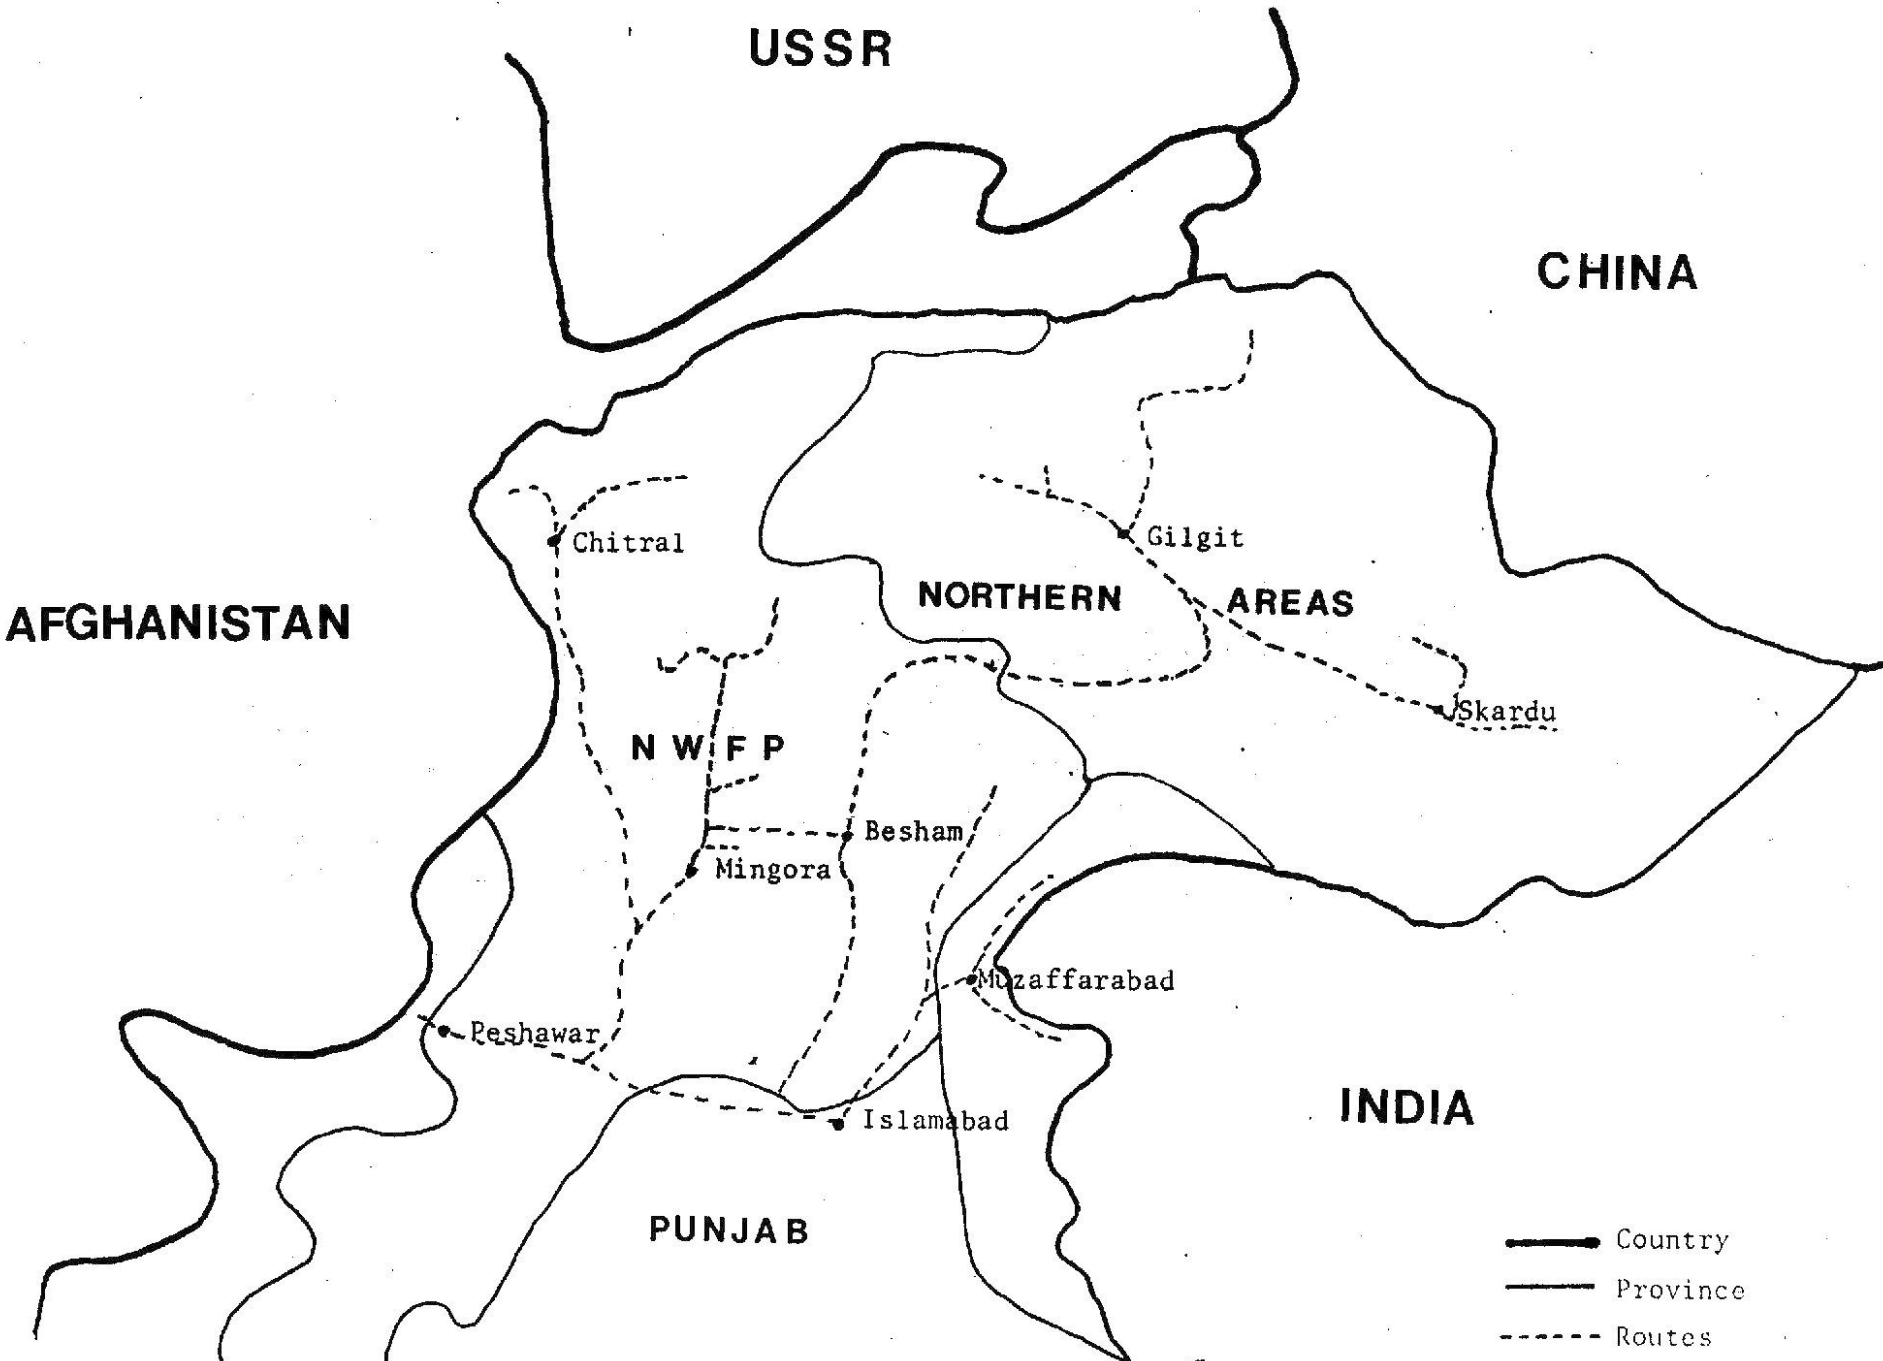 USSR
CHINA
Chitral
Gilgit
NORTHERN AREAS
AFGHANISTAN
Skardu
N W F P
Besham
Mingora
Muzaffarabad
Peshawar
Islamabad
INDIA
PUNJAB
Country
Province
Routes